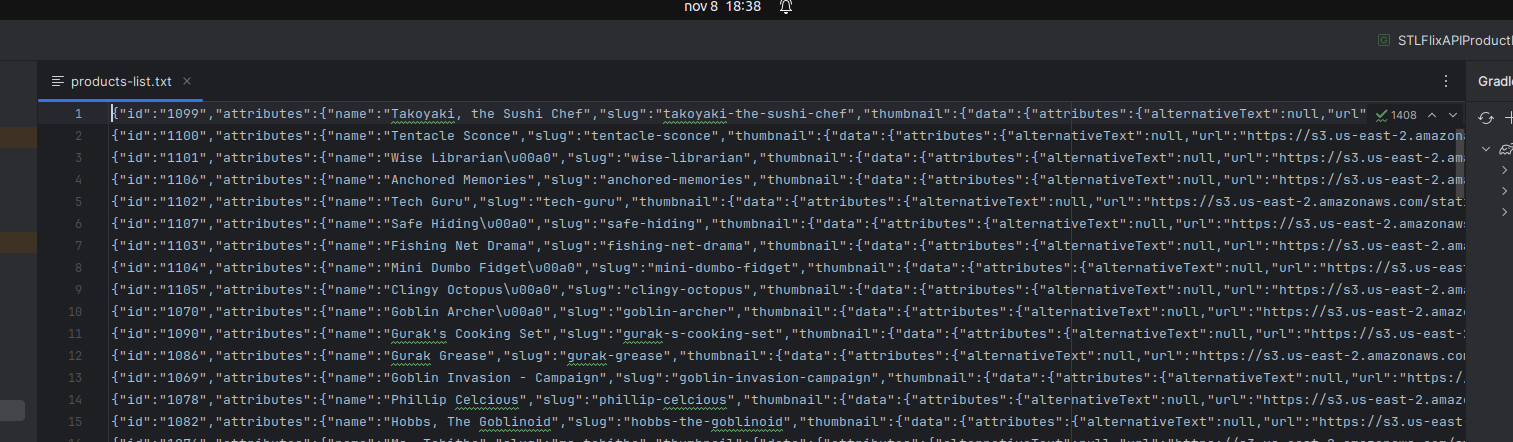 nov 8 18:38
STLFlixAPIProduct
products-list.txt
Gradl
1 {"id":"1099","attributes":{"name":"Takoyaki, the Sushi Chef","slug":"takoyaki-the-sushi-chef","thumbnail":{"data":{"attributes":{"alternativeText":null,"url" 1408
2 {"id":"1100","attributes":{"name":"Tentacle Sconce","slug":"tentacle-sconce","thumbnail":{"data":{"attributes":{"alternativeText":null,"url":"https://s3.us-east-2.amazona
3 {"id":"1101","attributes":{"name":"Wise Librarian\u00a0","slug":"wise-librarian","thumbnail":{"data":{"attributes":{"alternativeText":null,"url":"https://s3.us-east-2.ama
4 {"id":"1106","attributes":{"name":"Anchored Memories","slug":"anchored-memories","thumbnail":{"data":{"attributes":{"alternativeText":null,"url":"https://s3.us-east-2.ama
5 {"id":"1102","attributes":{"name":"Tech Guru","slug":"tech-guru","thumbnail":{"data":{"attributes":{"alternativeText":null,"url":"https://s3.us-east-2.amazonaws.com/stat
6 {"id":"1107","attributes":{"name":"Safe Hiding\u00a0","slug":"safe-hiding","thumbnail":{"data":{"attributes":{"alternativeText":null,"url":"https://s3.us-east-2.amazonaws
7 {"id":"1103","attributes":{"name":"Fishing Net Drama","slug":"fishing-net-drama","thumbnail":{"data":{"attributes":{"alternativeText":null,"url":"https://s3.us-east-2.ama
8 {"id":"1104","attributes":{"name":"Mini Dumbo Fidget\u00a0","slug":"mini-dumbo-fidget","thumbnail":{"data":{"attributes":{"alternativeText":null,"url":"https://s3.us-east
9 {"id":"1105","attributes":{"name":"Clingy Octopus\u00a0","slug":"clingy-octopus","thumbnail":{"data":{"attributes":{"alternativeText":null,"url":"https://s3.us-east-2.ama
10 {"id":"1070","attributes":{"name":"Goblin Archer\u00a0","slug":"goblin-archer","thumbnail":{"data":{"attributes":{"alternativeText":null,"url":"https://s3.us-east-2.amazo
11 {"id":"1090","attributes":{"name":"Gurak's Cooking Set","slug":"gurak-s-cooking-set","thumbnail":{"data":{"attributes":{"alternativeText":null,"url":"https://s3.us-east-2
12 {"id":"1086","attributes":{"name":"Gurak Grease","slug":"gurak-grease","thumbnail":{"data":{"attributes":{"alternativeText":null,"url":"https://s3.us-east-2.amazonaws.com
13 {"id":"1069","attributes":{"name":"Goblin Invasion - Campaign","slug":"goblin-invasion-campaign","thumbnail":{"data":{"attributes":{"alternativeText":null,"url":"https:/
14 {"id":"1078","attributes":{"name":"Phillip Celcious","slug":"phillip-celcious","thumbnail":{"data":{"attributes":{"alternativeText":null,"url":"https://s3.us-east-2.amazo
15 {"id":"1082","attributes":{"name":"Hobbs, The Goblinoid","slug":"hobbs-the-goblinoid","thumbnail":{"data":{"attributes":{"alternativeText":null,"url":"https://s3.us-east